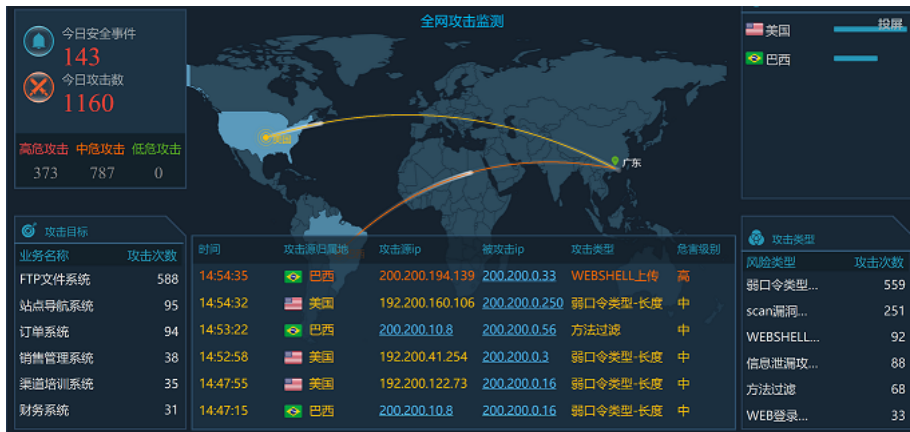 今日安全事件
143
今日攻击数
1160
高危攻击 中危攻击 低危攻击
373 787 0
全网攻击监测
美国
广东
投屏
美国
巴西
攻击目标
业务名称 攻击次数
FTP文件系统 588
站点导航系统 95
订单系统 94
销售管理系统 38
渠道培训系统 35
财务系统 31
时间 攻击源归属地 攻击源ip 被攻击ip 攻击类型 危害级别
14:54:35 巴西 200.200.194.139 200.200.0.33 WEBSHELL上传 高
14:54:32 美国 192.200.160.106 200.200.0.250 弱口令类型-长度 中
14:53:22 巴西 200.200.10.8 200.200.0.56 方法过滤 中
14:52:58 美国 192.200.41.254 200.200.0.3 弱口令类型-长度 中
14:47:55 美国 192.200.122.73 200.200.0.16 弱口令类型-长度 中
14:47:15 巴西 200.200.10.8 200.200.0.16 弱口令类型-长度 中
攻击类型
风险类型 攻击次数
弱口令类型... 559
scan漏洞... 251
WEBSHELL... 92
信息泄漏攻... 88
方法过滤 68
WEB登录... 33